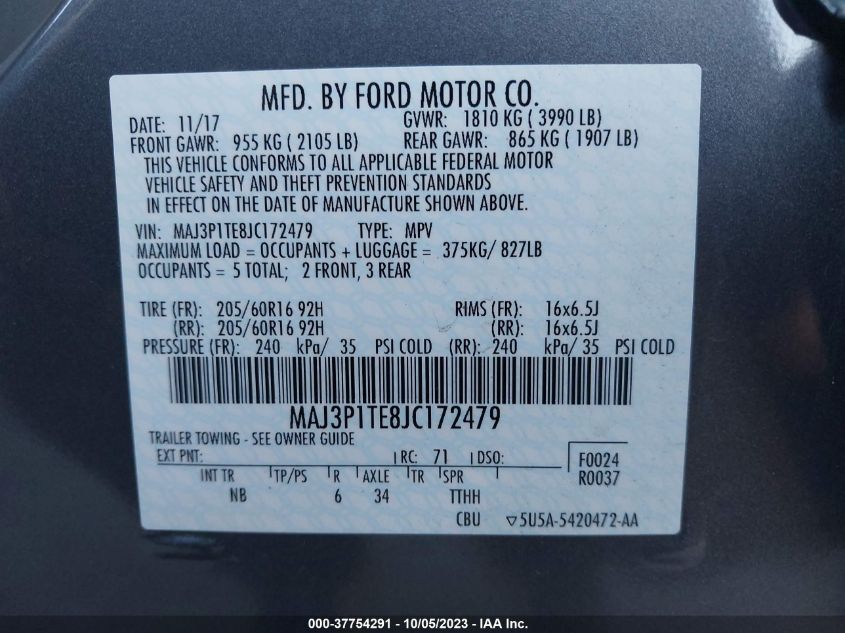 MFD. BY FORD MOTOR CO.
DATE: 11/17 GVWR: 1810 KG ( 3990 LB)
FRONT GAWR: 955 KG ( 2105 LB) REAR GAWR: 865 KG ( 1907 LB)
THIS VEHICLE CONFORMS TO ALL APPLICABLE FEDERAL MOTOR
VEHICLE SAFETY AND THEFT PREVENTION STANDARDS
IN EFFECT ON THE DATE OF MANUFACTURE SHOWN ABOVE.
VIN: MAJ3P1TE8JC172479 TYPE: MPV
MAXIMUM LOAD = OCCUPANTS + LUGGAGE = 375KG/ 827LB
OCCUPANTS = 5 TOTAL; 2 FRONT, 3 REAR
TIRE (FR): 205/60R16 92H RIMS (FR): 16x6.5J
(RR): 205/60R16 92H (RR): 16x6.5J
PRESSURE (FR): 240 kPa/ 35 PSI COLD (RR): 240 kPa/ 35 PSI COLD
MAJ3P1TE8JC172479
TRAILER TOWING - SEE OWNER GUIDE
EXT PNT: RC: 71 DSO: F0024
INT TR TP/PS R AXLE TR SPR R0037
NB 6 34 TTHH
CBU ▽5U5A-5420472-AA
000-37754291 - 10/05/2023 - IAA Inc.